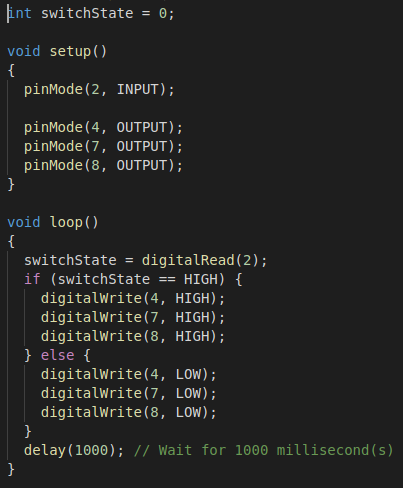 int switchState = 0;

void setup()
{
  pinMode(2, INPUT);

  pinMode(4, OUTPUT);
  pinMode(7, OUTPUT);
  pinMode(8, OUTPUT);
}

void loop()
{
  switchState = digitalRead(2);
  if (switchState == HIGH) {
    digitalWrite(4, HIGH);
    digitalWrite(7, HIGH);
    digitalWrite(8, HIGH);
  } else {
    digitalWrite(4, LOW);
    digitalWrite(7, LOW);
    digitalWrite(8, LOW);
  }
  delay(1000); // Wait for 1000 millisecond(s)
}